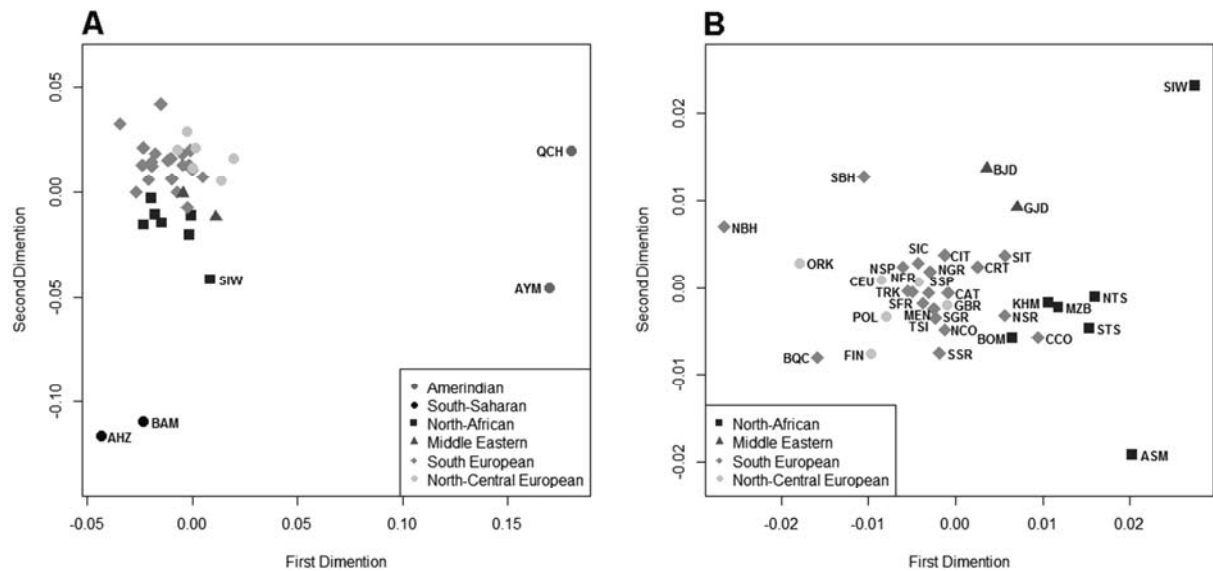 A
0.05
0.00
-0.05
-0.10
Second Dimention
-0.05
0.00
0.05
0.10
0.15
First Dimention
QCH
AYM
SIW
BAM
AHZ
Amerindian
South-Saharan
North-African
Middle Eastern
South European
North-Central European
B
0.02
0.01
0.00
-0.01
-0.02
Second Dimention
-0.02
-0.01
0.00
0.01
0.02
First Dimention
SIW
BJD
SBH
GJD
NBH
ORK
SIC
CIT
SIT
NSP
NGR
CRT
CEU
NFR
SSP
TRK
CAT
SFR
GBR
KHM
NTS
MZB
POL
MEN
SGR
NSR
TSI
NCO
BOM
STS
CCO
BQC
FIN
SSR
ASM
North-African
Middle Eastern
South European
North-Central European